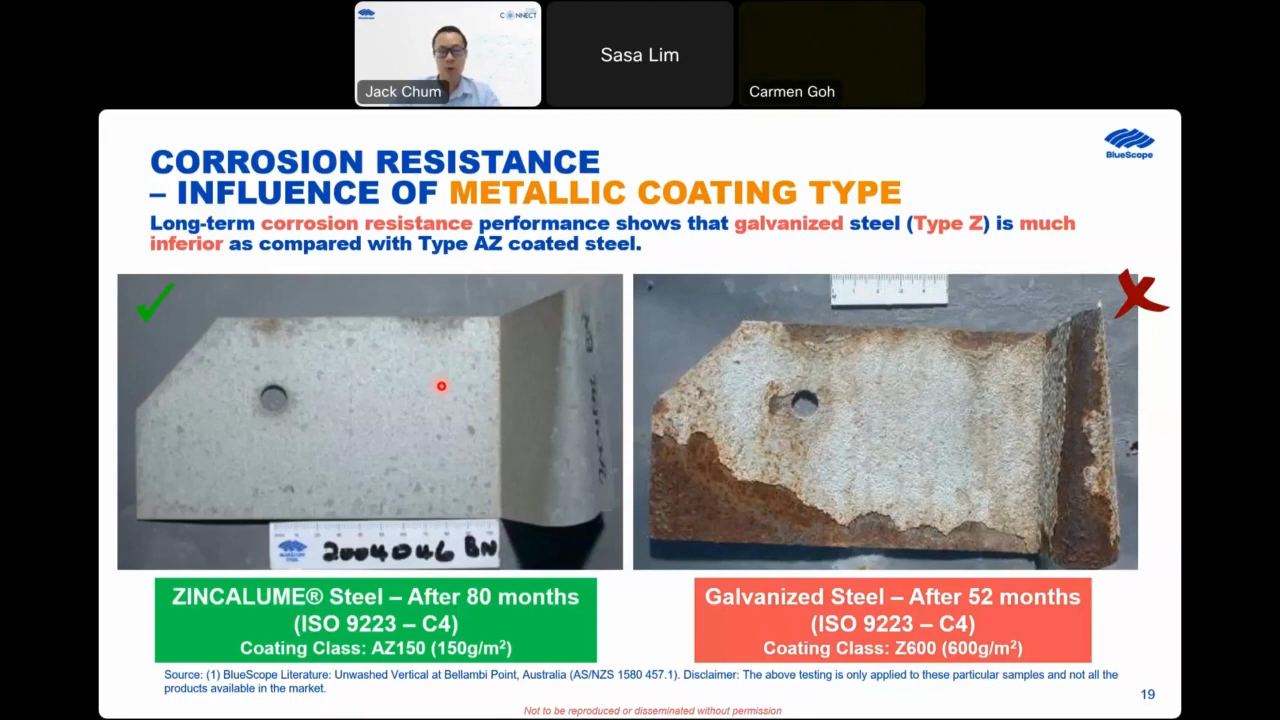 BlueScope
CONNECT
Jack Chum
Sasa Lim
Carmen Goh
BlueScope
CORROSION RESISTANCE
– INFLUENCE OF METALLIC COATING TYPE
Long-term corrosion resistance performance shows that galvanized steel (Type Z) is much
inferior as compared with Type AZ coated steel.
2004046 BN
ZINCALUME® Steel – After 80 months
(ISO 9223 – C4)
Coating Class: AZ150 (150g/m²)
Galvanized Steel – After 52 months
(ISO 9223 – C4)
Coating Class: Z600 (600g/m²)
Source: (1) BlueScope Literature: Unwashed Vertical at Bellambi Point, Australia (AS/NZS 1580 457.1). Disclaimer: The above testing is only applied to these particular samples and not all the
products available in the market.
19
Not to be reproduced or disseminated without permission